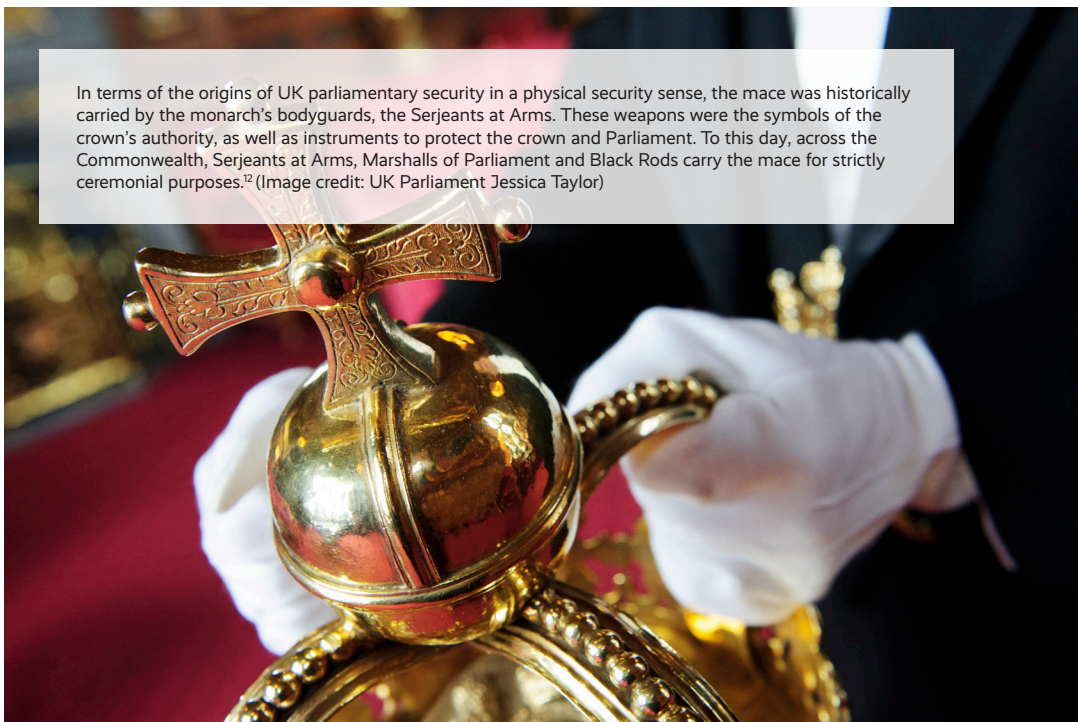 In terms of the origins of UK parliamentary security in a physical security sense, the mace was historically
carried by the monarch's bodyguards, the Serjeants at Arms. These weapons were the symbols of the
crown's authority, as well as instruments to protect the crown and Parliament. To this day, across the
Commonwealth, Serjeants at Arms, Marshalls of Parliament and Black Rods carry the mace for strictly
ceremonial purposes.¹² (Image credit: UK Parliament Jessica Taylor)